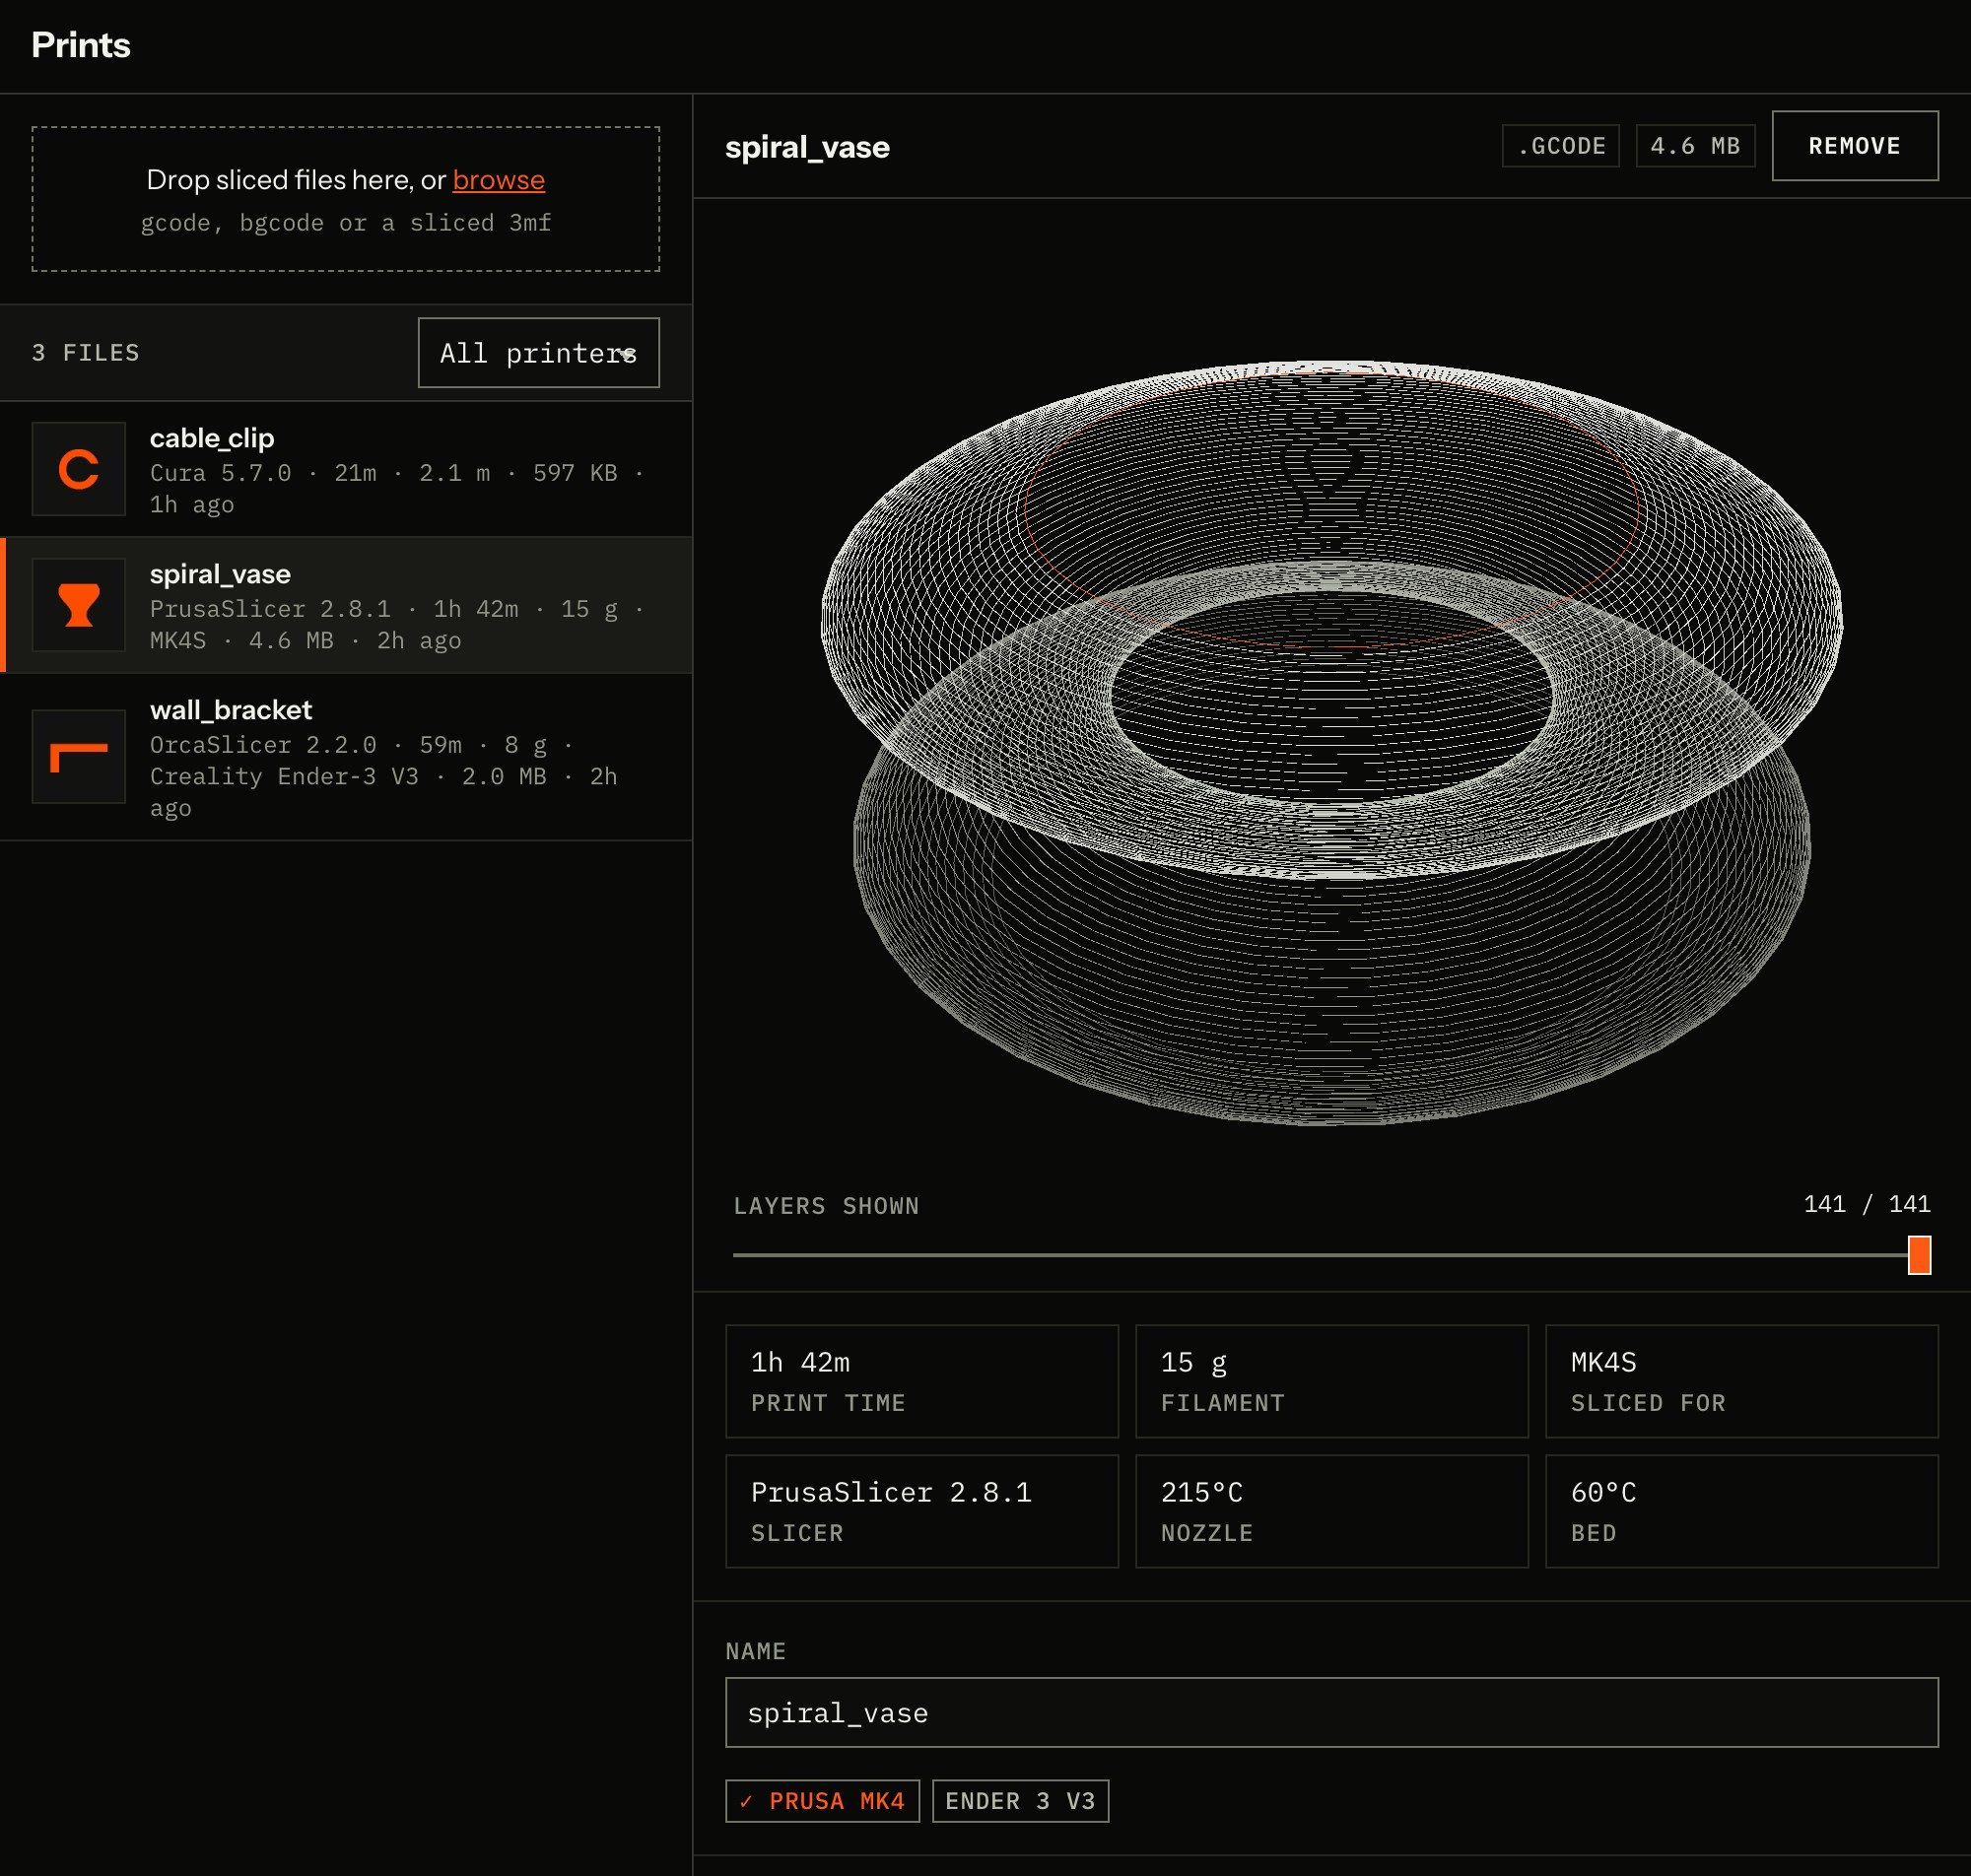 Prints
Drop sliced files here, or browse
gcode, bgcode or a sliced 3mf
3 FILES
All printers
cable_clip
Cura 5.7.0 · 21m · 2.1 m · 597 KB ·
1h ago
spiral_vase
PrusaSlicer 2.8.1 · 1h 42m · 15 g ·
MK4S · 4.6 MB · 2h ago
wall_bracket
OrcaSlicer 2.2.0 · 59m · 8 g ·
Creality Ender-3 V3 · 2.0 MB · 2h
ago
spiral_vase
.GCODE
4.6 MB
REMOVE
LAYERS SHOWN
141 / 141
1h 42m
PRINT TIME
15 g
FILAMENT
MK4S
SLICED FOR
PrusaSlicer 2.8.1
SLICER
215°C
NOZZLE
60°C
BED
NAME
spiral_vase
✓ PRUSA MK4
ENDER 3 V3